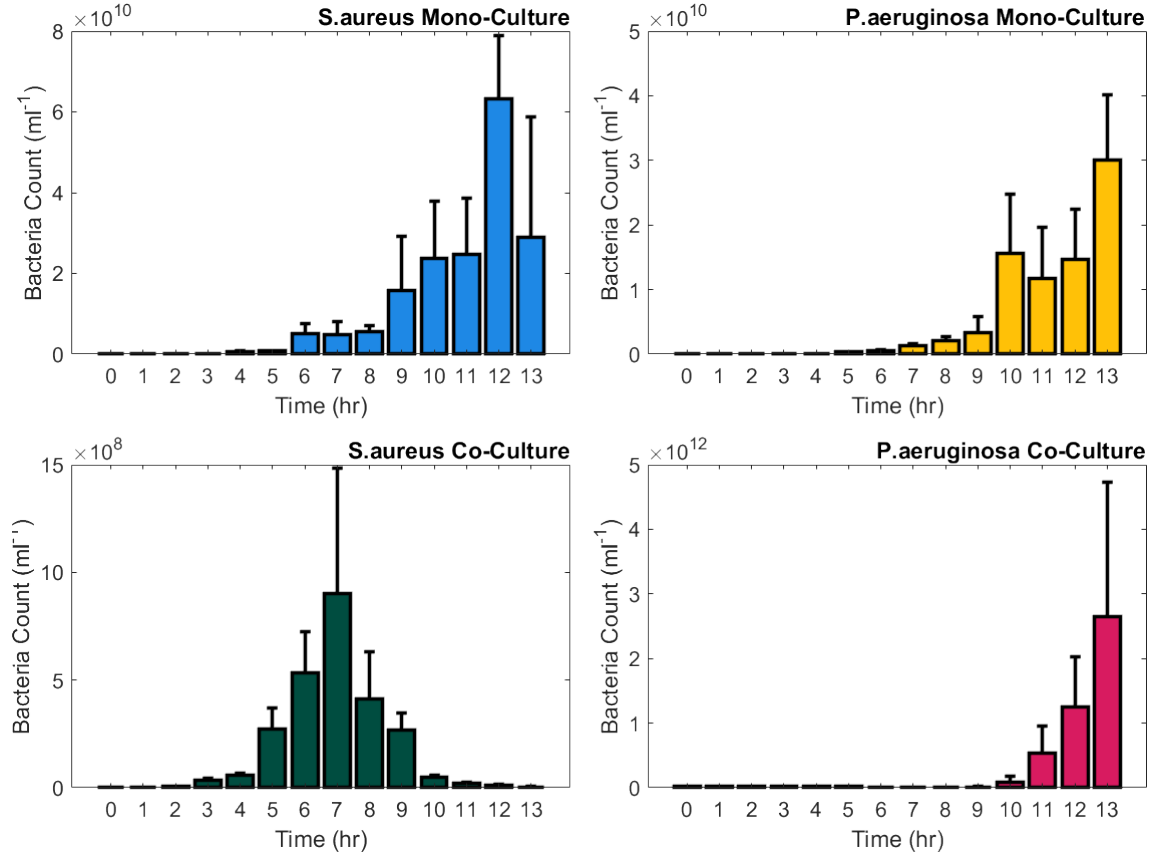 ×10^10 S.aureus Mono-Culture
8
6
4
2
0
Bacteria Count (ml^-1)
0 1 2 3 4 5 6 7 8 9 10 11 12 13
Time (hr)
×10^10 P.aeruginosa Mono-Culture
5
4
3
2
1
0
Bacteria Count (ml^-1)
0 1 2 3 4 5 6 7 8 9 10 11 12 13
Time (hr)
×10^8 S.aureus Co-Culture
15
10
5
0
Bacteria Count (ml^-1)
0 1 2 3 4 5 6 7 8 9 10 11 12 13
Time (hr)
×10^12 P.aeruginosa Co-Culture
5
4
3
2
1
0
Bacteria Count (ml^-1)
0 1 2 3 4 5 6 7 8 9 10 11 12 13
Time (hr)